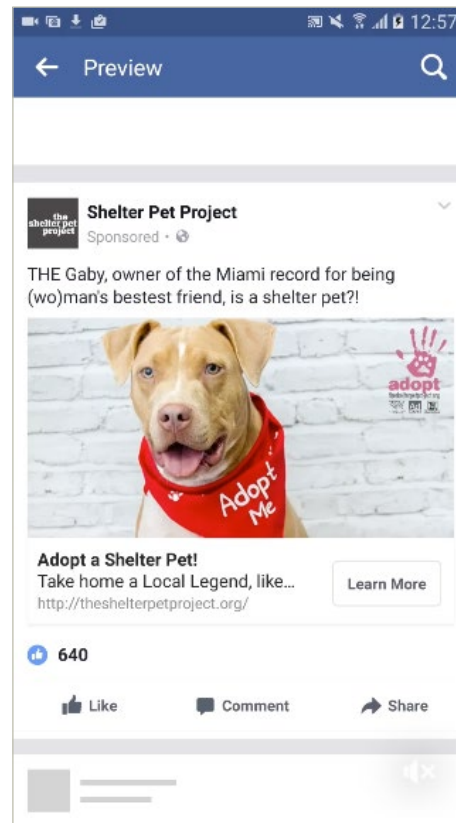 12:57
Preview
the
shelter pet
project
Shelter Pet Project
Sponsored ·
THE Gaby, owner of the Miami record for being
(wo)man's bestest friend, is a shelter pet?!
adopt
theshelterpetproject.org
Adopt
Me
Adopt a Shelter Pet!
Take home a Local Legend, like...
http://theshelterpetproject.org/
Learn More
640
Like
Comment
Share